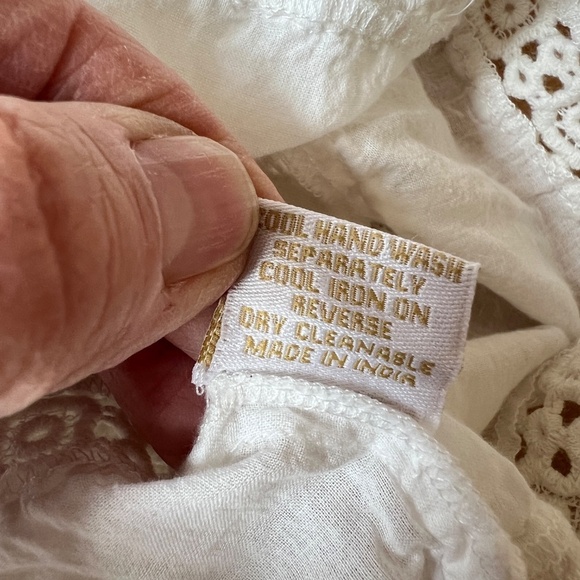 COOL HAND WASH
SEPARATELY
COOL IRON ON
REVERSE
DRY CLEANABLE
MADE IN INDIA